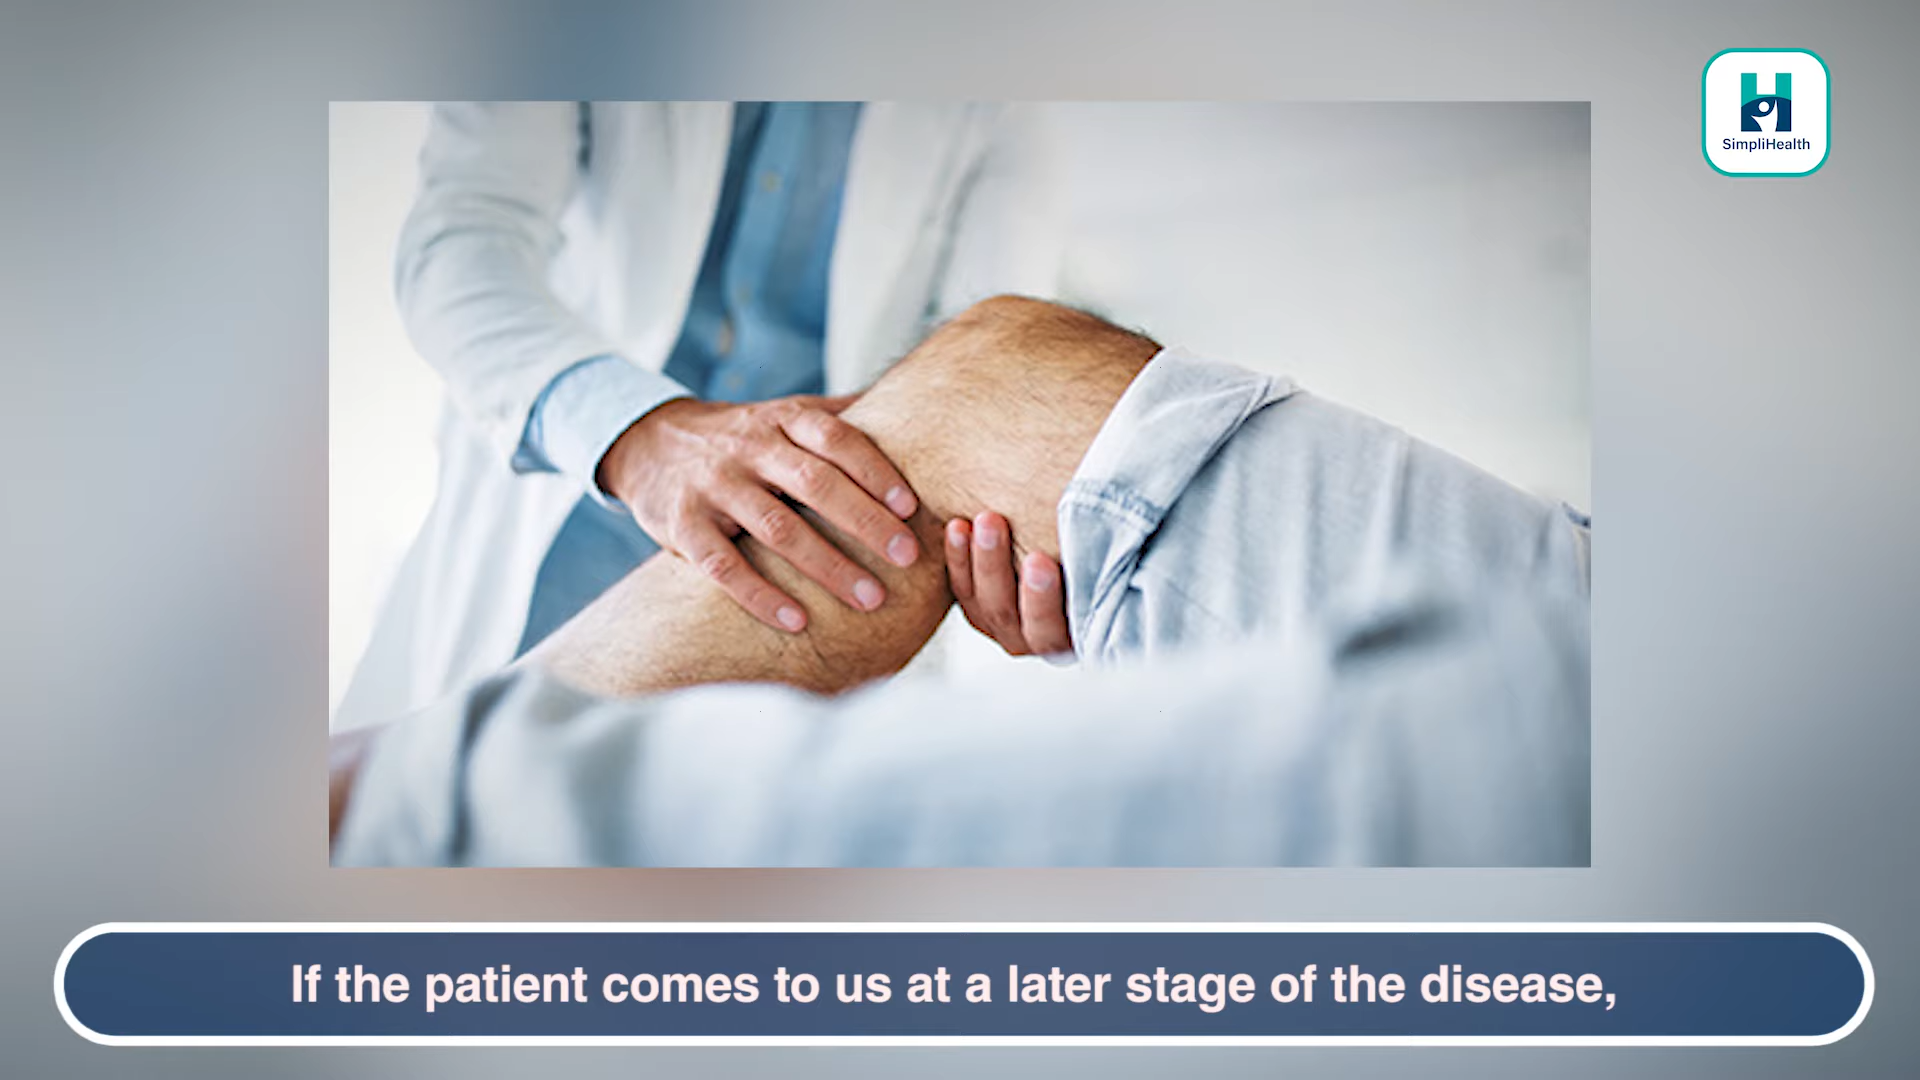 SimpliHealth
If the patient comes to us at a later stage of the disease,